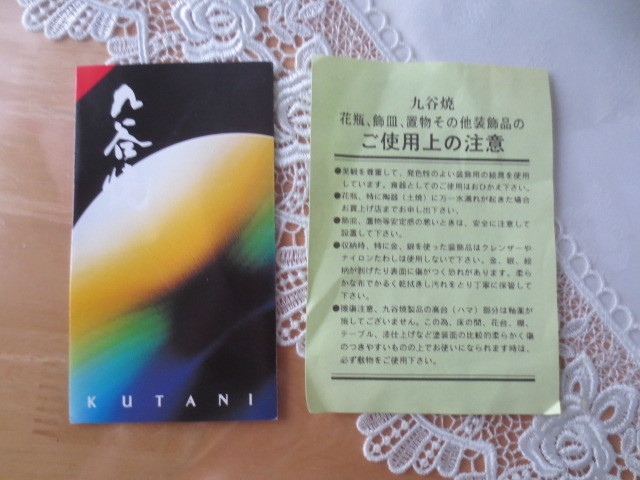 九谷焼
KUTANI
九谷焼
花瓶、飾皿、置物その他装飾品の
ご使用上の注意
●美観を尊重して、発色性のよい装飾用の絵具を使用
しています。食器としてのご使用はおひかえ下さい。
●花瓶、特に陶器(土焼)に万一水漏れが起きた場合
お買上げ店までお申し出下さい。
●飾皿、置物等安定感の悪いときは、安全に注意して
設置して下さい。
●収納時、特に金、銀を使った装飾品はクレンザーや
ナイロンたわしは使用しないで下さい。金、銀、絵
柄が剥げたり表面に傷がつく恐れがあります。柔ら
かな布でかるく乾拭きし汚れをとり丁寧に保管して
下さい。
●擦傷注意、九谷焼製品の高台(ハマ)部分は釉薬が
施してございません。この為、床の間、花台、棚、
テーブル、漆仕上げなど塗装面の比較的柔らかく傷
のつきやすいものの上でお使いになられます時は、
必ず敷物をご使用下さい。